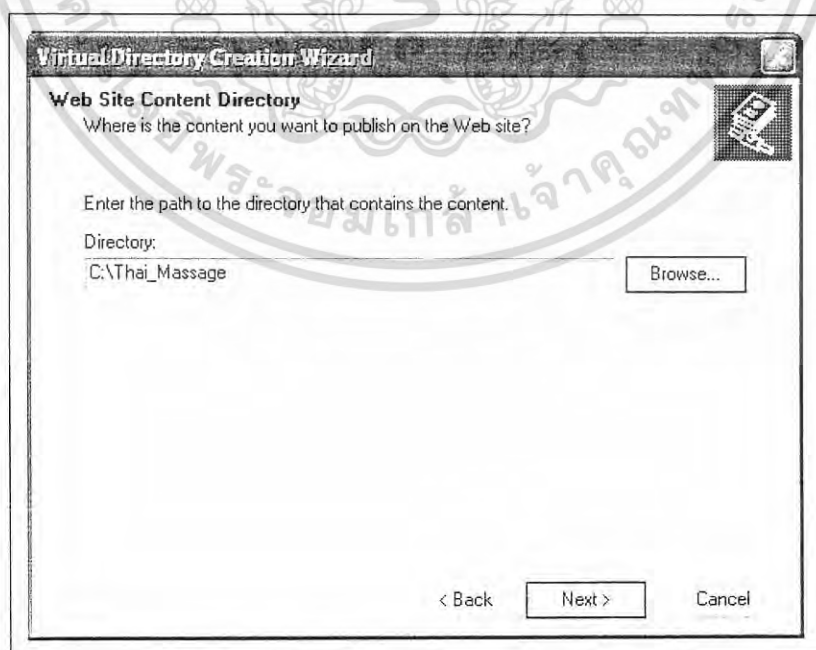 Virtual Directory Creation Wizard
Web Site Content Directory
Where is the content you want to publish on the Web site?
Enter the path to the directory that contains the content.
Directory:
C:\Thai_Massage
Browse...
< Back
Next >
Cancel